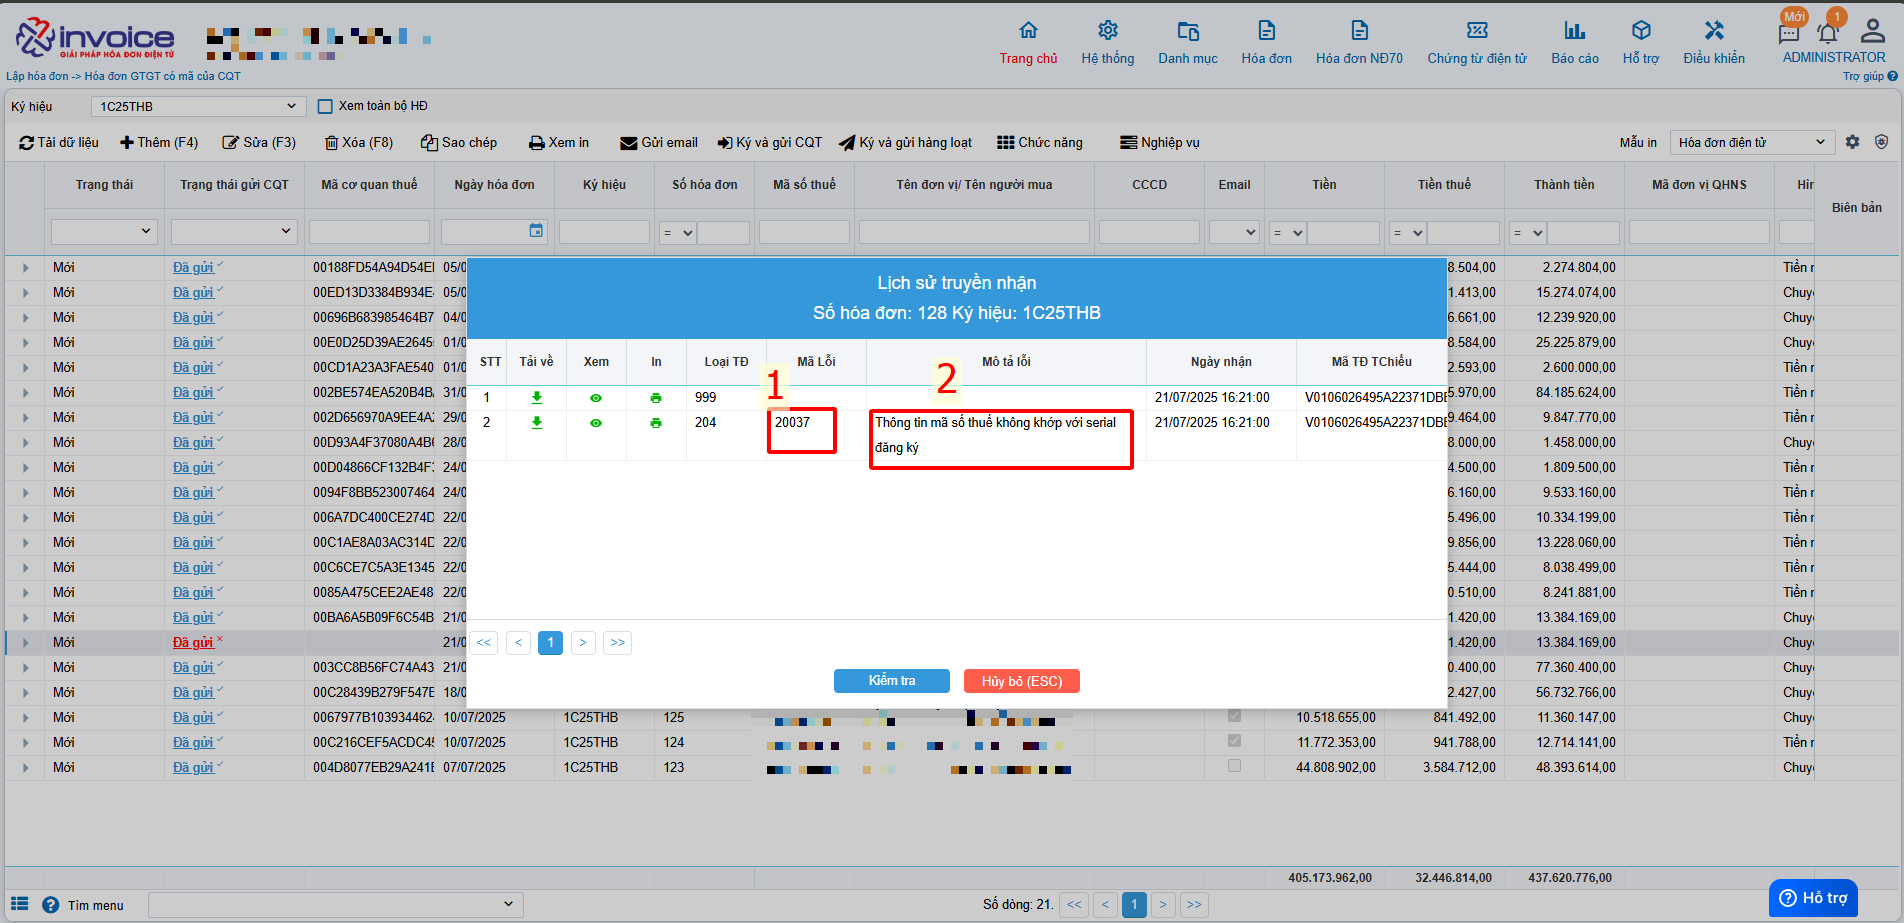 invoice
GIẢI PHÁP HÓA ĐƠN ĐIỆN TỬ
Trang chủ
Hệ thống
Danh mục
Hóa đơn
Hóa đơn NĐ70
Chứng từ điện tử
Báo cáo
Hỗ trợ
Điều khiển
Mới
1
ADMINISTRATOR
Lập hóa đơn -> Hóa đơn GTGT có mã của CQT
Trợ giúp
Ký hiệu
1C25THB
Xem toàn bộ HĐ
Tải dữ liệu
Thêm (F4)
Sửa (F3)
Xóa (F8)
Sao chép
Xem in
Gửi email
Ký và gửi CQT
Ký và gửi hàng loạt
Chức năng
Nghiệp vụ
Mẫu in
Hóa đơn điện tử
Trạng thái
Trạng thái gửi CQT
Mã cơ quan thuế
Ngày hóa đơn
Ký hiệu
Số hóa đơn
Mã số thuế
Tên đơn vị/ Tên người mua
CCCD
Email
Tiền
Tiền thuế
Thành tiền
Mã đơn vị QHNS
Biên bản
= = = =
Mới Đã gửi 00188FD54A94D54E 05/0 8.504,00 2.274.804,00 Tiền
Mới Đã gửi 00ED13D3384B934E 05/0 1.413,00 15.274.074,00 Chuy
Mới Đã gửi 00696B683985464B7 04/0 6.661,00 12.239.920,00 Chuy
Mới Đã gửi 00E0D25D39AE2645 01/0 8.584,00 25.225.879,00 Chuy
Mới Đã gửi 00CD1A23A3FAE540 01/0 2.593,00 2.600.000,00 Chuy
Mới Đã gửi 002BE574EA520B4B 31/0 5.970,00 84.185.624,00 Chuy
Mới Đã gửi 002D656970A9EE4A 29/0 9.464,00 9.847.770,00 Chuy
Mới Đã gửi 00D93A4F37080A4B 28/0 8.000,00 1.458.000,00 Chuy
Mới Đã gửi 00D04866CF132B4F 24/0 4.500,00 1.809.500,00 Chuy
Mới Đã gửi 0094F8BB523007464 24/0 6.160,00 9.533.160,00 Tiền
Mới Đã gửi 006A7DC400CE274D 22/0 5.496,00 10.334.199,00 Tiền
Mới Đã gửi 00C1AE8A03AC314D 22/0 9.856,00 13.228.060,00 Tiền
Mới Đã gửi 00C6CE7C5A3E1345 22/0 5.444,00 8.038.499,00 Tiền
Mới Đã gửi 0085A475CEE2AE48 22/0 0.510,00 8.241.881,00 Tiền
Mới Đã gửi 00BA6A5B09F6C54B 21/0 1.420,00 13.384.169,00 Chuy
Mới Đã gửi 21/0 1.420,00 13.384.169,00 Chuy
Mới Đã gửi 003CC8B56FC74A43 21/0 0.400,00 77.360.400,00 Chuy
Mới Đã gửi 00C28439B279F547E 18/0 2.427,00 56.732.766,00 Chuy
Mới Đã gửi 0067977B103934462 10/07/2025 1C25THB 125 10.518.655,00 841.492,00 11.360.147,00 Chuy
Mới Đã gửi 00C216CEF5ACDC45 10/07/2025 1C25THB 124 11.772.353,00 941.788,00 12.714.141,00 Tiền
Mới Đã gửi 004D8077EB29A241 07/07/2025 1C25THB 123 44.808.902,00 3.584.712,00 48.393.614,00 Chuy
Lịch sử truyền nhận
Số hóa đơn: 128 Ký hiệu: 1C25THB
STT Tải về Xem In Loại TĐ Mã Lỗi Mô tả lỗi Ngày nhận Mã TĐ TChiếu
1 2
1 999 21/07/2025 16:21:00 V0106026495A22371DB
2 204 20037 Thông tin mã số thuế không khớp với serial 21/07/2025 16:21:00 V0106026495A22371DB
đăng ký
<< < 1 > >>
Kiểm tra
Hủy bỏ (ESC)
405.173.962,00 32.446.814,00 437.620.776,00
Tìm menu
Số dòng: 21.
<< < 1 > >>
Hỗ trợ